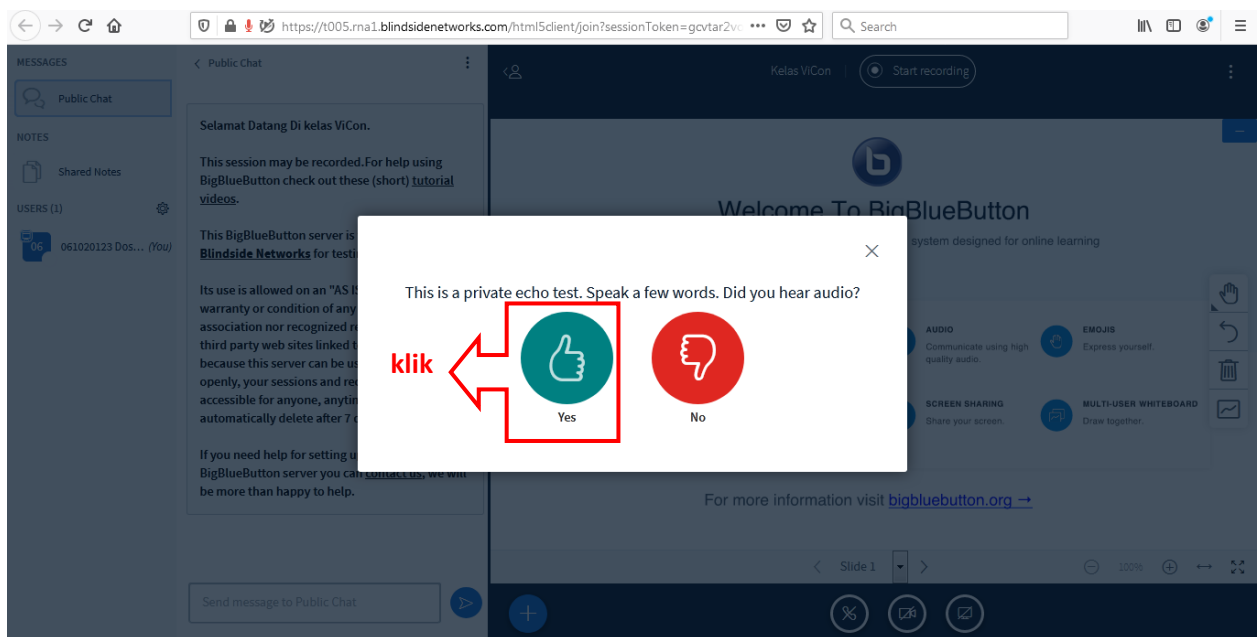 https://t005.rna1.blindsidenetworks.com/html5client/join?sessionToken=gcvtar2vc
Search
MESSAGES
Public Chat
NOTES
Shared Notes
USERS (1)
06
061020123 Dos... (You)
Public Chat
Selamat Datang Di kelas ViCon.
This session may be recorded.For help using
BigBlueButton check out these (short) tutorial
videos.
This BigBlueButton server is
Blindside Networks for testi
Its use is allowed on an "AS IS
warranty or condition of any
association nor recognized re
third party web sites linked t
because this server can be us
openly, your sessions and rec
accessible for anyone, anytim
automatically delete after 7 d
If you need help for setting u
BigBlueButton server you can contact us, we will
be more than happy to help.
Send message to Public Chat
Kelas ViCon
Start recording
Welcome To BigBlueButton
system designed for online learning
This is a private echo test. Speak a few words. Did you hear audio?
klik
Yes
No
AUDIO
Communicate using high
quality audio.
EMOJIS
Express yourself.
SCREEN SHARING
Share your screen.
MULTI-USER WHITEBOARD
Draw together.
For more information visit bigbluebutton.org →
Slide 1
100%